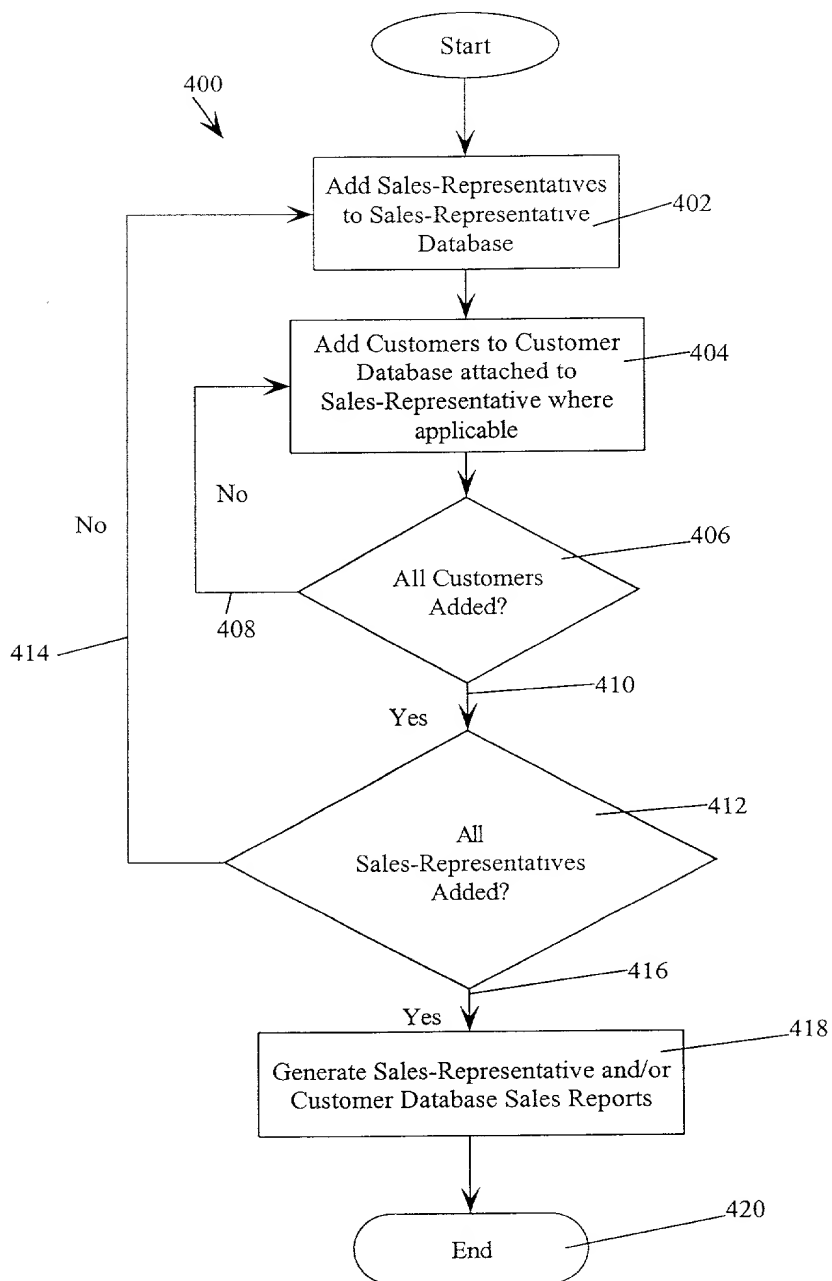 Start
400
Add Sales-Representatives
to Sales-Representative
Database
402
Add Customers to Customer
Database attached to
Sales-Representative where
applicable
404
No
No
All Customers
Added?
406
408
414
410
Yes
All
Sales-Representatives
Added?
412
416
Yes
Generate Sales-Representative and/or
Customer Database Sales Reports
418
End
420